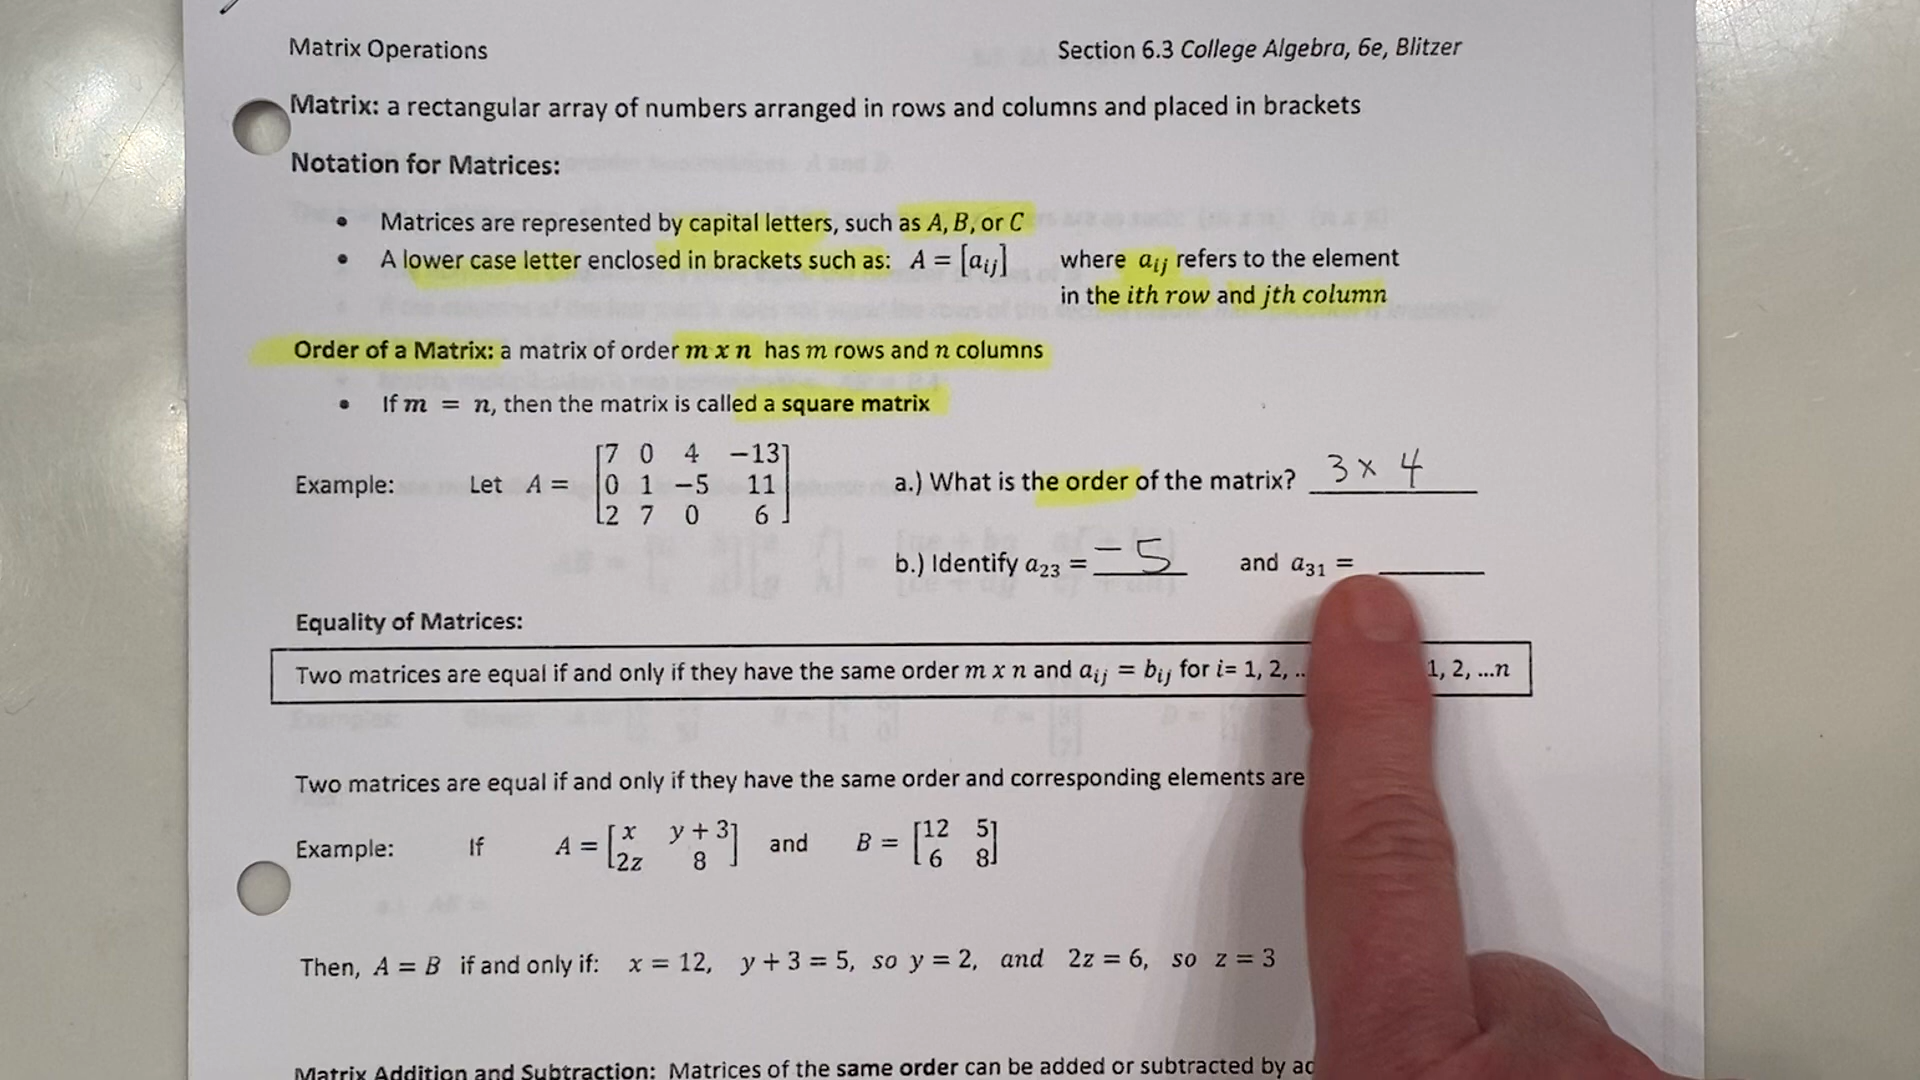 Matrix Operations Section 6.3 College Algebra, 6e, Blitzer
Matrix: a rectangular array of numbers arranged in rows and columns and placed in brackets
Notation for Matrices:
• Matrices are represented by capital letters, such as A, B, or C
• A lower case letter enclosed in brackets such as: A = [aᵢⱼ] where aᵢⱼ refers to the element
in the ith row and jth column
Order of a Matrix: a matrix of order m x n has m rows and n columns
• If m = n, then the matrix is called a square matrix
7 0 4 −13
Example: Let A = 0 1 −5 11 a.) What is the order of the matrix? 3 x 4
2 7 0 6
b.) Identify a₂₃ = −5 and a₃₁ =
Equality of Matrices:
Two matrices are equal if and only if they have the same order m x n and aᵢⱼ = bᵢⱼ for i= 1, 2, .. 1, 2, ...n
Two matrices are equal if and only if they have the same order and corresponding elements are
Example: If A = [x y + 3 2z 8] and B = [12 5 6 8]
Then, A = B if and only if: x = 12, y + 3 = 5, so y = 2, and 2z = 6, so z = 3
Matrix Addition and Subtraction: Matrices of the same order can be added or subtracted by